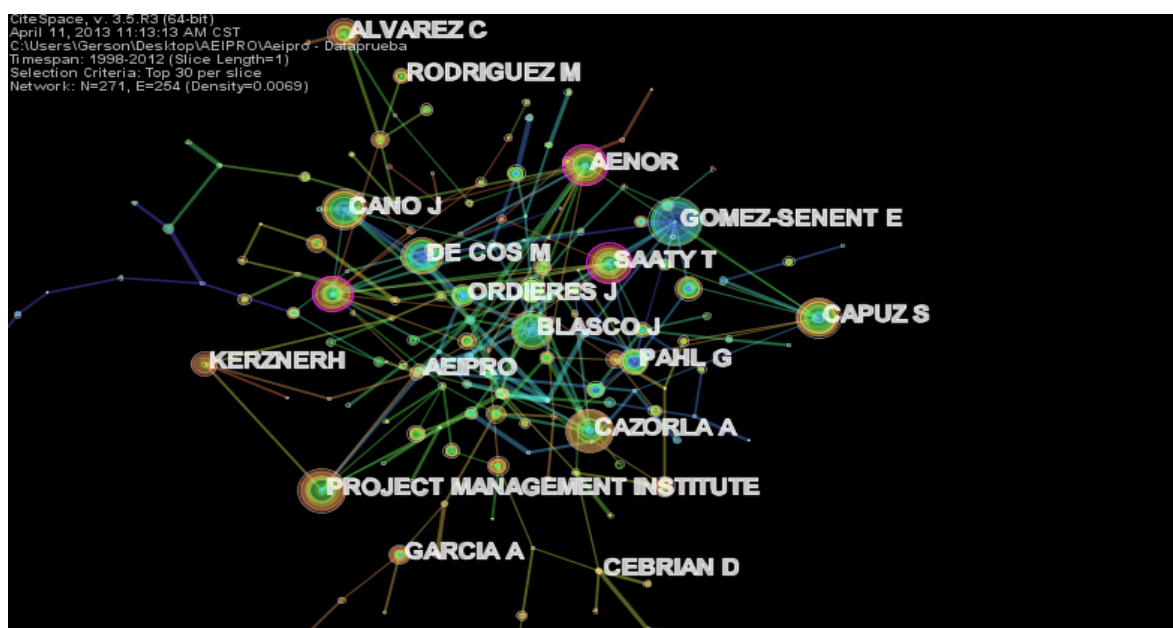 CiteSpace, v. 3.5.R3 (64-bit)
April 11, 2013 11:13:13 AM CST
C:\Users\Gerson\Desktop\AEIPRO\Aeipro - Dataprueba
Timespan: 1998-2012 (Slice Length=1)
Selection Criteria: Top 30 per slice
Network: N=271, E=254 (Density=0.0069)
ALVAREZ C
RODRIGUEZ M
AENOR
CANO J
GOMEZ-SENENT E
DE COS M
SAATY T
ORDIERES J
BLASCO J
CAPUZ S
KERZNERH
AEIPRO
PAHL G
CAZORLA A
PROJECT MANAGEMENT INSTITUTE
GARCIA A
CEBRIAN D